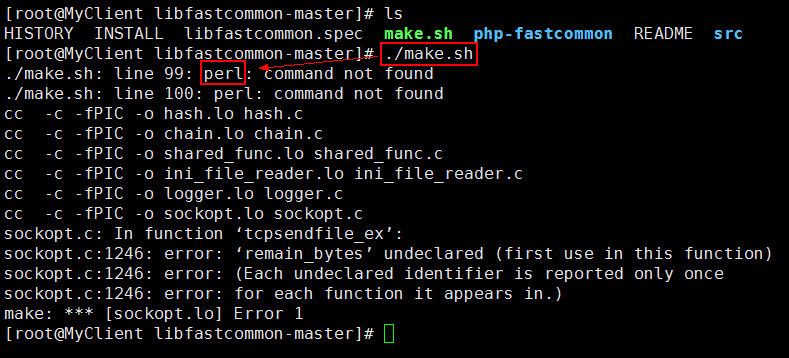 [root@MyClient libfastcommon-master]# ls
HISTORY  INSTALL  libfastcommon.spec  make.sh  php-fastcommon  README  src
[root@MyClient libfastcommon-master]# ./make.sh
./make.sh: line 99: perl: command not found
./make.sh: line 100: perl: command not found
cc  -c -fPIC -o hash.lo hash.c
cc  -c -fPIC -o chain.lo chain.c
cc  -c -fPIC -o shared_func.lo shared_func.c
cc  -c -fPIC -o ini_file_reader.lo ini_file_reader.c
cc  -c -fPIC -o logger.lo logger.c
cc  -c -fPIC -o sockopt.lo sockopt.c
sockopt.c: In function ‘tcpsendfile_ex’:
sockopt.c:1246: error: ‘remain_bytes’ undeclared (first use in this function)
sockopt.c:1246: error: (Each undeclared identifier is reported only once
sockopt.c:1246: error: for each function it appears in.)
make: *** [sockopt.lo] Error 1
[root@MyClient libfastcommon-master]#